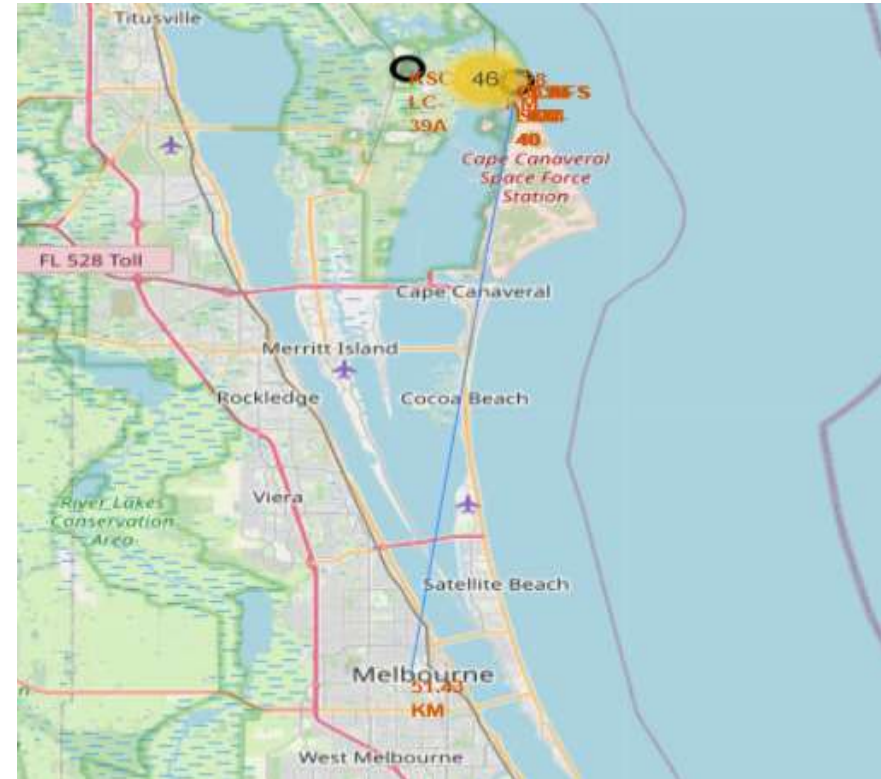 Titusville
KSC
46
LC-
39A
40
Cape Canaveral
Space Force
Station
FL 528 Toll
Cape Canaveral
Merritt Island
Rockledge
Cocoa Beach
Viera
River Lakes
Conservation
Area
Satellite Beach
Melbourne
51.43
KM
West Melbourne